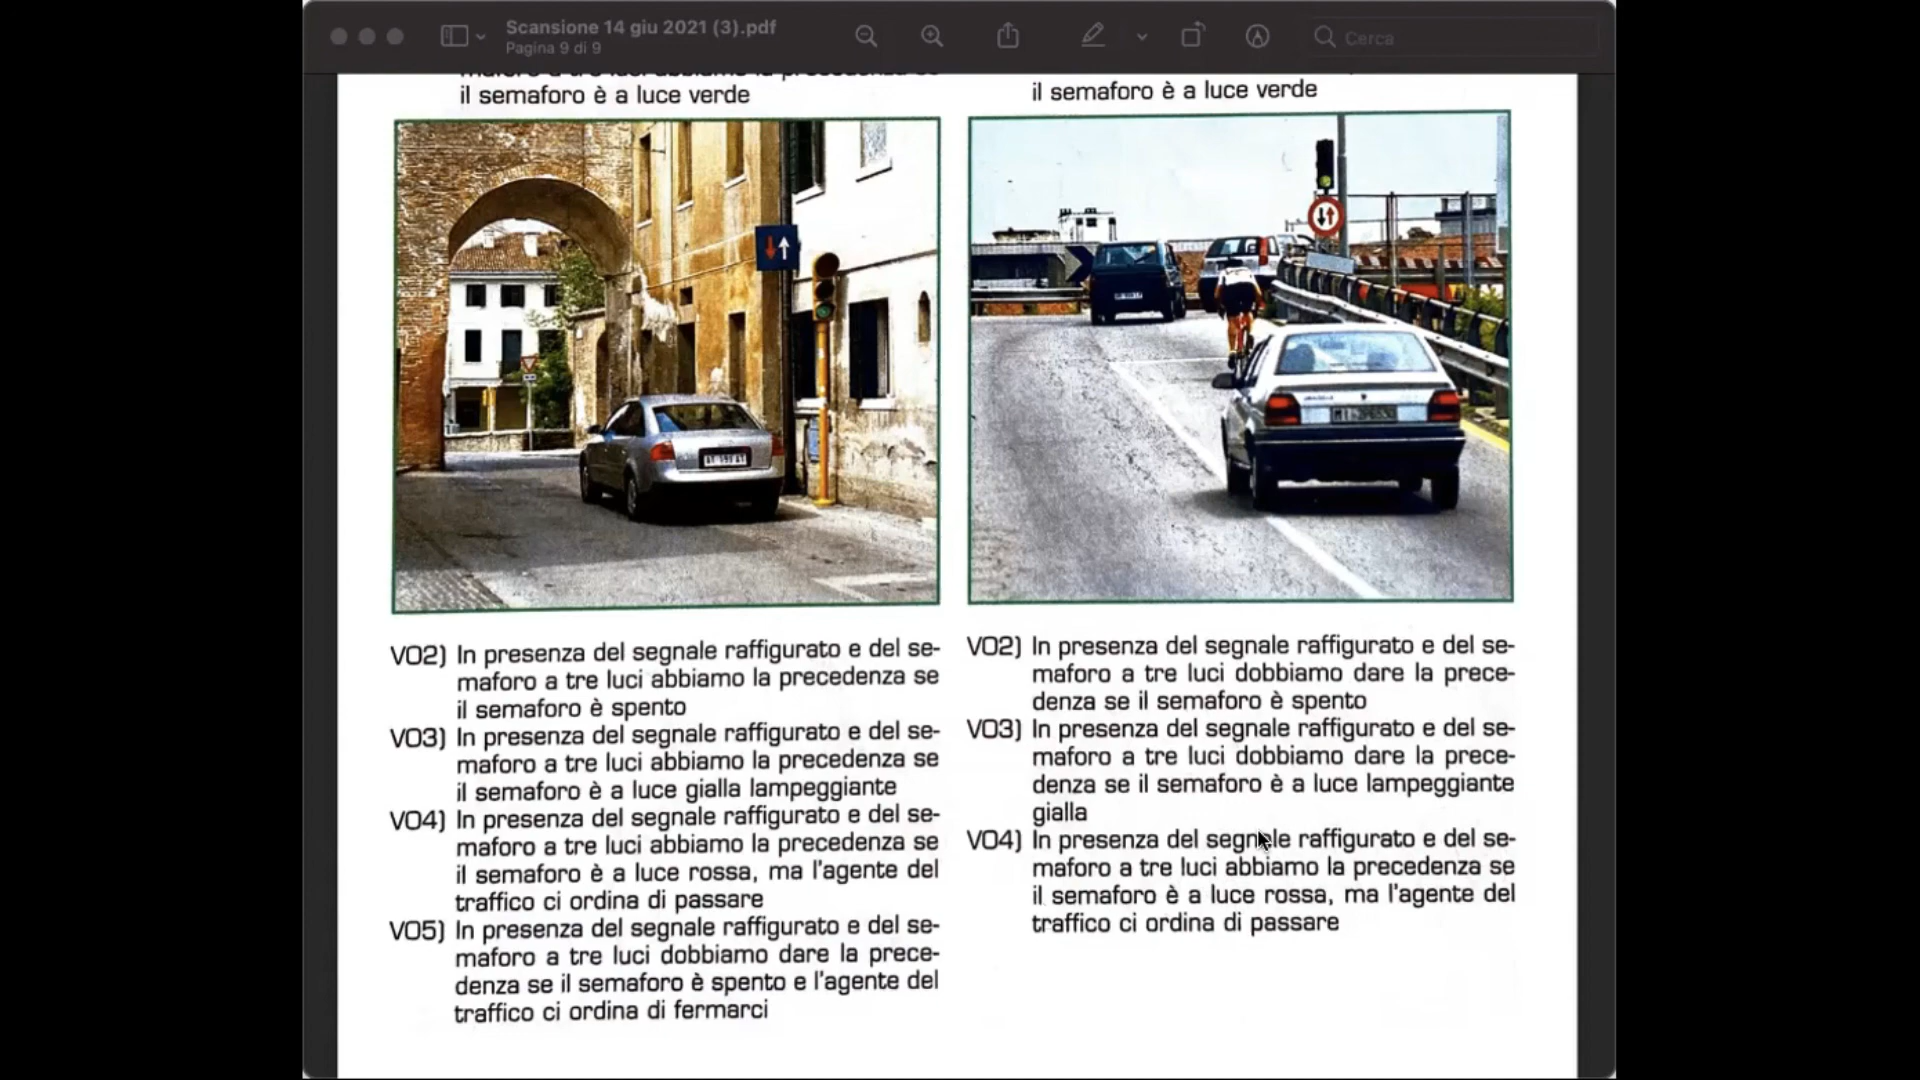 Scansione 14 giu 2021 (3).pdf
Pagina 9 di 9
Cerca
maforo a tre luci abbiamo la precedenza se
il semaforo è a luce verde
VO2) In presenza del segnale raffigurato e del se-
maforo a tre luci abbiamo la precedenza se
il semaforo è spento
VO3) In presenza del segnale raffigurato e del se-
maforo a tre luci abbiamo la precedenza se
il semaforo è a luce gialla lampeggiante
VO4) In presenza del segnale raffigurato e del se-
maforo a tre luci abbiamo la precedenza se
il semaforo è a luce rossa, ma l'agente del
traffico ci ordina di passare
VO5) In presenza del segnale raffigurato e del se-
maforo a tre luci dobbiamo dare la prece-
denza se il semaforo è spento e l'agente del
traffico ci ordina di fermarci
il semaforo è a luce verde
VO2) In presenza del segnale raffigurato e del se-
maforo a tre luci dobbiamo dare la prece-
denza se il semaforo è spento
VO3) In presenza del segnale raffigurato e del se-
maforo a tre luci dobbiamo dare la prece-
denza se il semaforo è a luce lampeggiante
gialla
VO4) In presenza del segnale raffigurato e del se-
maforo a tre luci abbiamo la precedenza se
il semaforo è a luce rossa, ma l'agente del
traffico ci ordina di passare